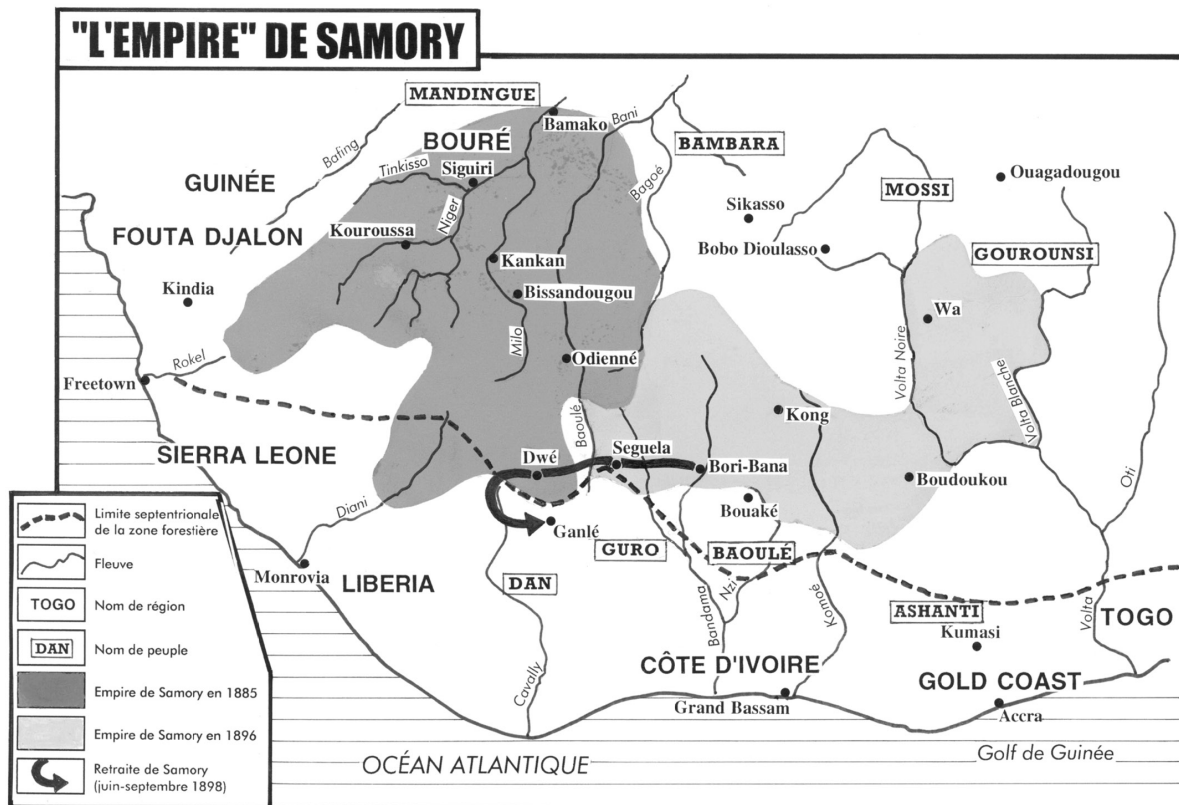 "L'EMPIRE" DE SAMORY
MANDINGUE
Bamako
Bani
BOURÉ
BAMBARA
Bafing
Tinkisso
Siguiri
GUINÉE
Bagoé
MOSSI
Ouagadougou
Sikasso
Niger
FOUTA DJALON
Kouroussa
Bobo Dioulasso
GOUROUNSI
Kankan
Kindia
Bissandougou
Wa
Milo
Volta Noire
Rokel
Odienné
Freetown
Volta Blanche
Kong
Baoulé
SIERRA LEONE
Dwé
Seguela
Bori-Bana
Boudoukou
Oti
Diani
Bouaké
Ganlé
GURO
BAOULÉ
Monrovia
LIBERIA
DAN
Nzi
Bandama
Komoé
ASHANTI
Kumasi
Volta
TOGO
Cavally
CÔTE D'IVOIRE
GOLD COAST
Grand Bassam
Accra
OCÉAN ATLANTIQUE
Golf de Guinée
Limite septentrionale
de la zone forestière
Fleuve
TOGO
Nom de région
DAN
Nom de peuple
Empire de Samory en 1885
Empire de Samory en 1896
Retraite de Samory
(juin-septembre 1898)